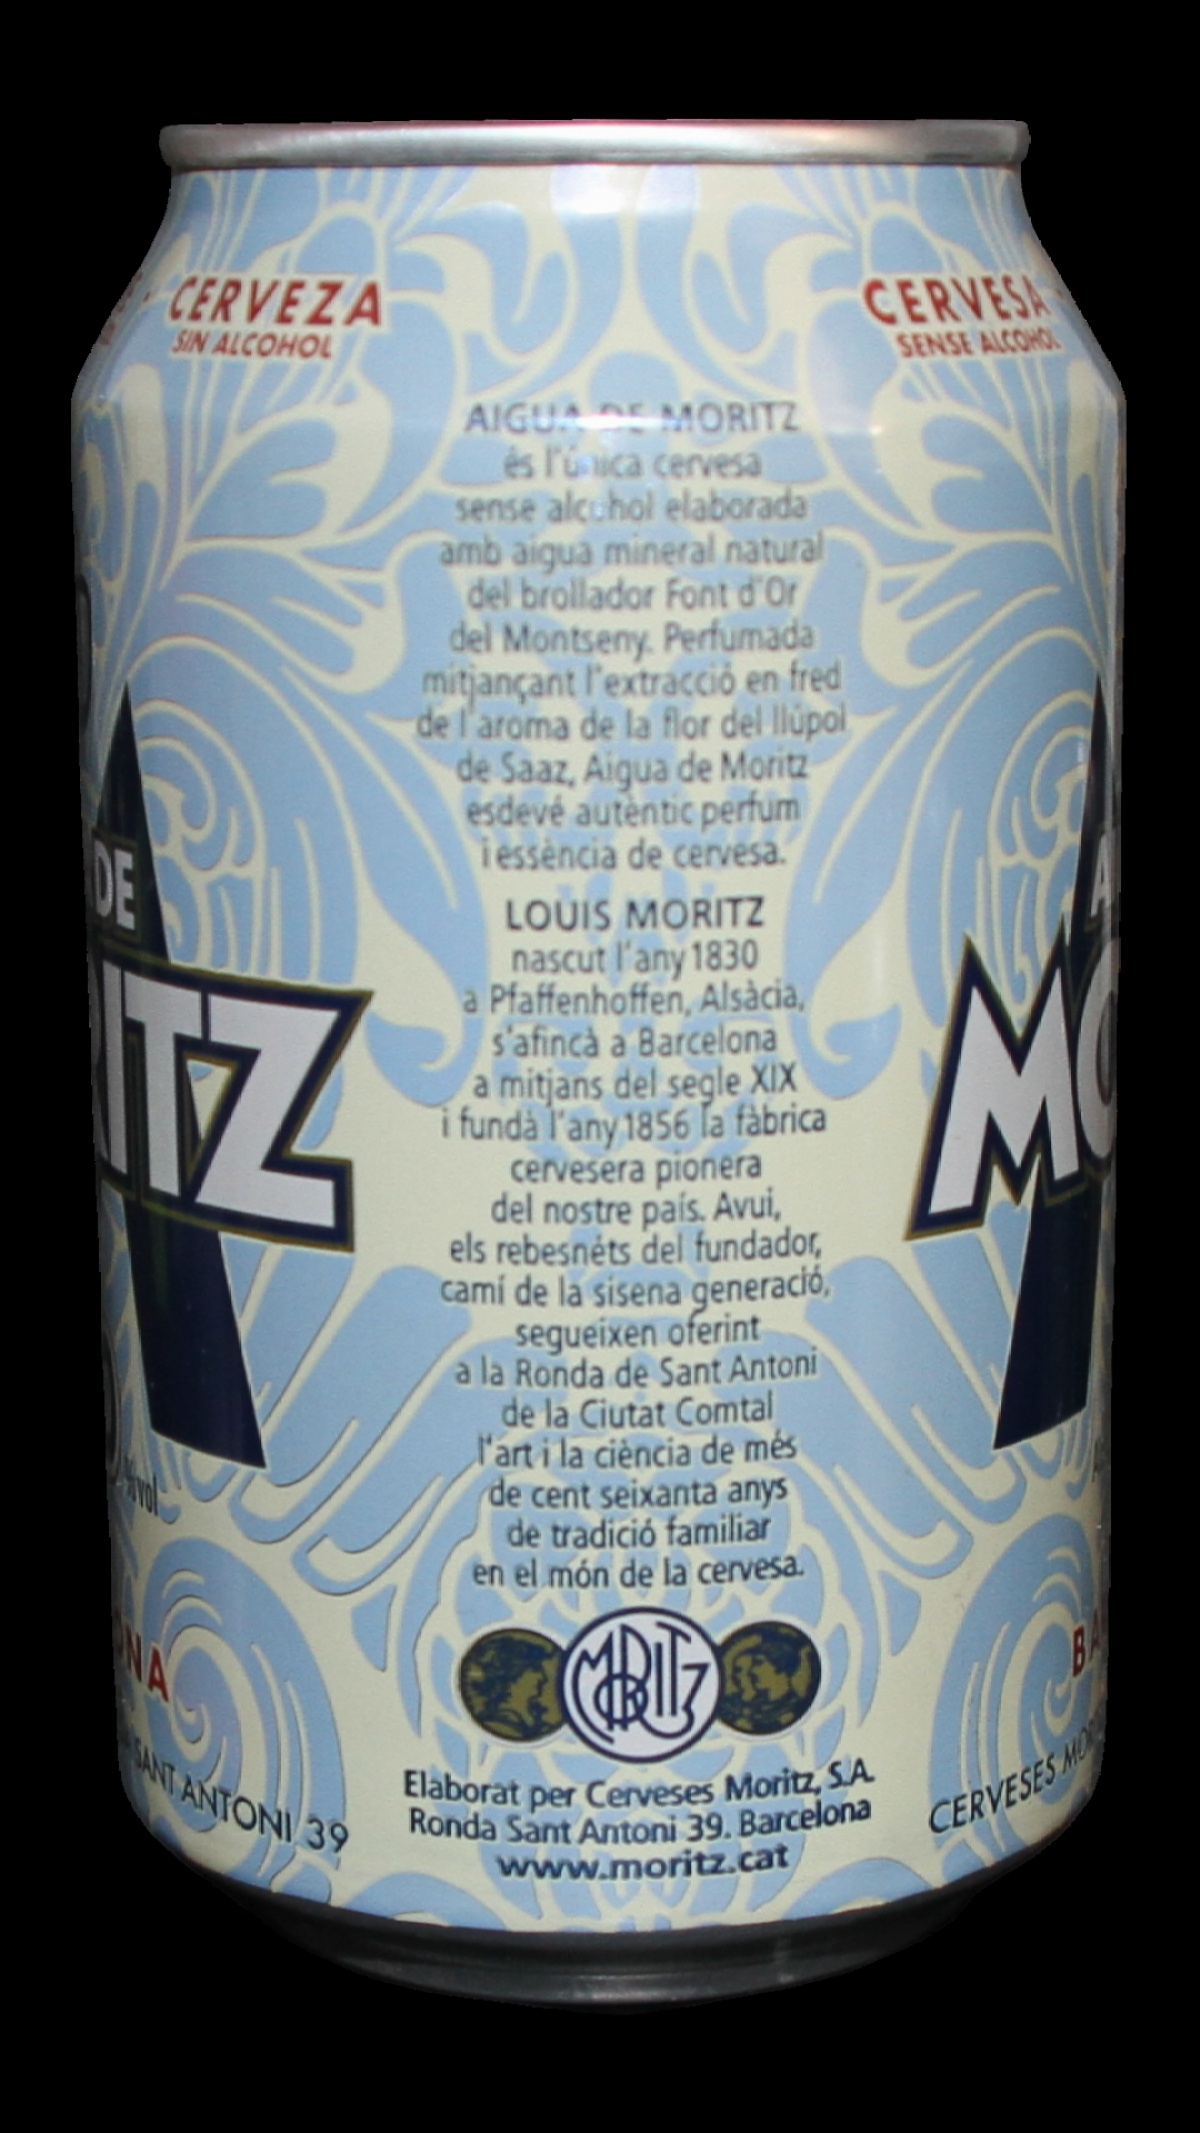 CERVEZA
SIN ALCOHOL
CERVESA
SENSE ALCOHOL
AIGUA DE MORITZ
és l'única cervesa
sense alcohol elaborada
amb aigua mineral natural
del brollador Font d'Or
del Montseny. Perfumada
mitjançant l'extracció en fred
de l'aroma de la flor del llúpol
de Saaz, Aigua de Moritz
esdevé autèntic perfum
i essència de cervesa.
LOUIS MORITZ
nascut l'any 1830
a Pfaffenhoffen, Alsàcia,
s'afincà a Barcelona
a mitjans del segle XIX
i fundà l'any 1856 la fàbrica
cervesera pionera
del nostre país. Avui,
els rebesnéts del fundador,
camí de la sisena generació,
segueixen oferint
a la Ronda de Sant Antoni
de la Ciutat Comtal
l'art i la ciència de més
de cent seixanta anys
de tradició familiar
en el món de la cervesa.
DE
RITZ
MO
%vol
ONA
BA
SANT ANTONI 39
CERVESES MOR
MORITZ
Elaborat per Cerveses Moritz, S.A.
Ronda Sant Antoni 39. Barcelona
www.moritz.cat